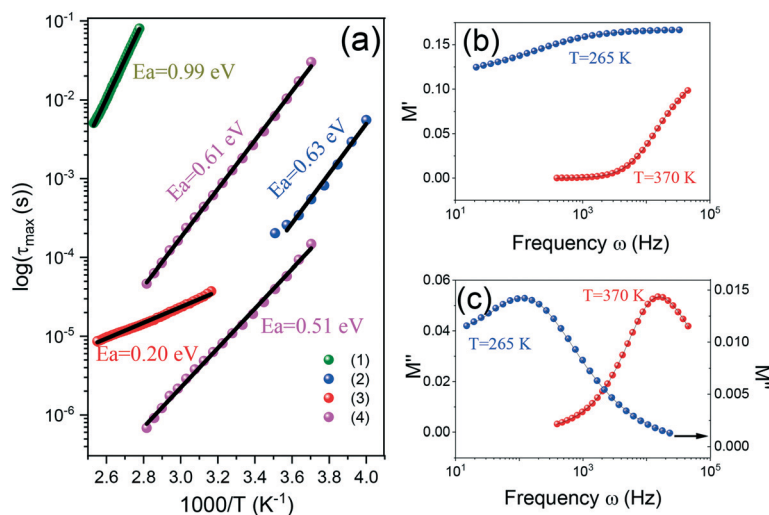 (a)
log(τmax (s))
10⁻¹
10⁻²
10⁻³
10⁻⁴
10⁻⁵
10⁻⁶
Ea=0.99 eV
Ea=0.61 eV
Ea=0.63 eV
Ea=0.20 eV
Ea=0.51 eV
(1)
(2)
(3)
(4)
2.6 2.8 3.0 3.2 3.4 3.6 3.8 4.0
1000/T (K⁻¹)
(b)
M'
0.15
0.10
0.05
0.00
T=265 K
T=370 K
10¹ 10³ 10⁵
Frequency ω (Hz)
(c)
M''
0.06
0.04
0.02
0.00
T=265 K
T=370 K
0.015
0.010
0.005
0.000
M''
10¹ 10³ 10⁵
Frequency ω (Hz)